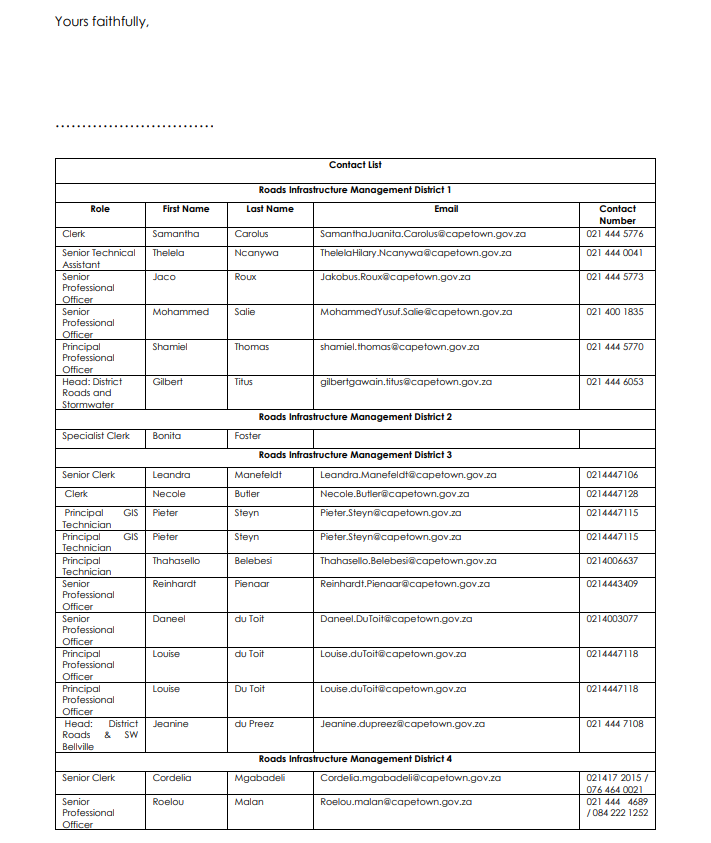 Yours faithfully,
..............................
Contact List
Roads Infrastructure Management District 1
Role First Name Last Name Email Contact Number
Clerk Samantha Carolus SamanthaJuanita.Carolus@capetown.gov.za 021 444 5776
Senior Technical Assistant Thelela Ncanywa ThelelaHilary.Ncanywa@capetown.gov.za 021 444 0041
Senior Professional Officer Jaco Roux Jakobus.Roux@capetown.gov.za 021 444 5773
Senior Professional Officer Mohammed Salie MohammedYusuf.Salie@capetown.gov.za 021 400 1835
Principal Professional Officer Shamiel Thomas shamiel.thomas@capetown.gov.za 021 444 5770
Head: District Roads and Stormwater Gilbert Titus gilbertgawain.titus@capetown.gov.za 021 444 6053
Roads Infrastructure Management District 2
Specialist Clerk Bonita Foster
Roads Infrastructure Management District 3
Senior Clerk Leandra Manefeldt Leandra.Manefeldt@capetown.gov.za 0214447106
Clerk Necole Butler Necole.Butler@capetown.gov.za 0214447128
Principal GIS Technician Pieter Steyn Pieter.Steyn@capetown.gov.za 0214447115
Principal GIS Technician Pieter Steyn Pieter.Steyn@capetown.gov.za 0214447115
Principal Technician Thahasello Belebesi Thahasello.Belebesi@capetown.gov.za 0214006637
Senior Professional Officer Reinhardt Pienaar Reinhardt.Pienaar@capetown.gov.za 0214443409
Senior Professional Officer Daneel du Toit Daneel.DuToit@capetown.gov.za 0214003077
Principal Professional Officer Louise du Toit Louise.duToit@capetown.gov.za 0214447118
Principal Professional Officer Louise Du Toit Louise.duToit@capetown.gov.za 0214447118
Head: District Roads & SW Bellville Jeanine du Preez Jeanine.dupreez@capetown.gov.za 021 444 7108
Roads Infrastructure Management District 4
Senior Clerk Cordelia Mgabadeli Cordelia.mgabadeli@capetown.gov.za 021417 2015 / 076 464 0021
Senior Professional Officer Roelou Malan Roelou.malan@capetown.gov.za 021 444 4689 / 084 222 1252